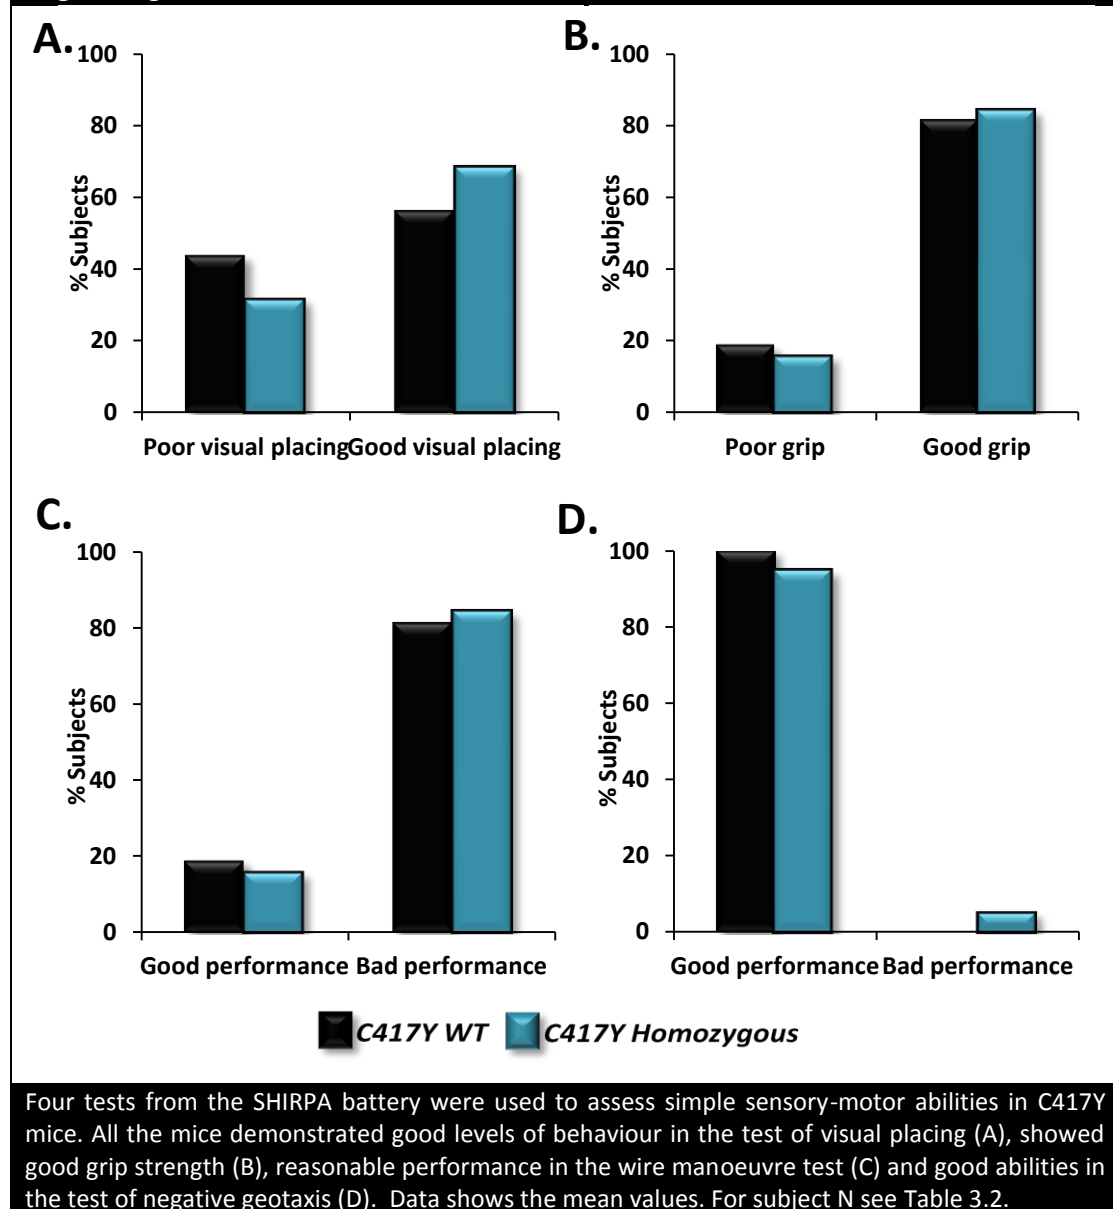 A.
100
80
60
40
20
0
% Subjects
Poor visual placing Good visual placing
B.
100
80
60
40
20
0
% Subjects
Poor grip Good grip
C.
100
80
60
40
20
0
% Subjects
Good performance Bad performance
D.
100
80
60
40
20
0
% Subjects
Good performance Bad performance
C417Y WT C417Y Homozygous
Four tests from the SHIRPA battery were used to assess simple sensory-motor abilities in C417Y
mice. All the mice demonstrated good levels of behaviour in the test of visual placing (A), showed
good grip strength (B), reasonable performance in the wire manoeuvre test (C) and good abilities in
the test of negative geotaxis (D). Data shows the mean values. For subject N see Table 3.2.